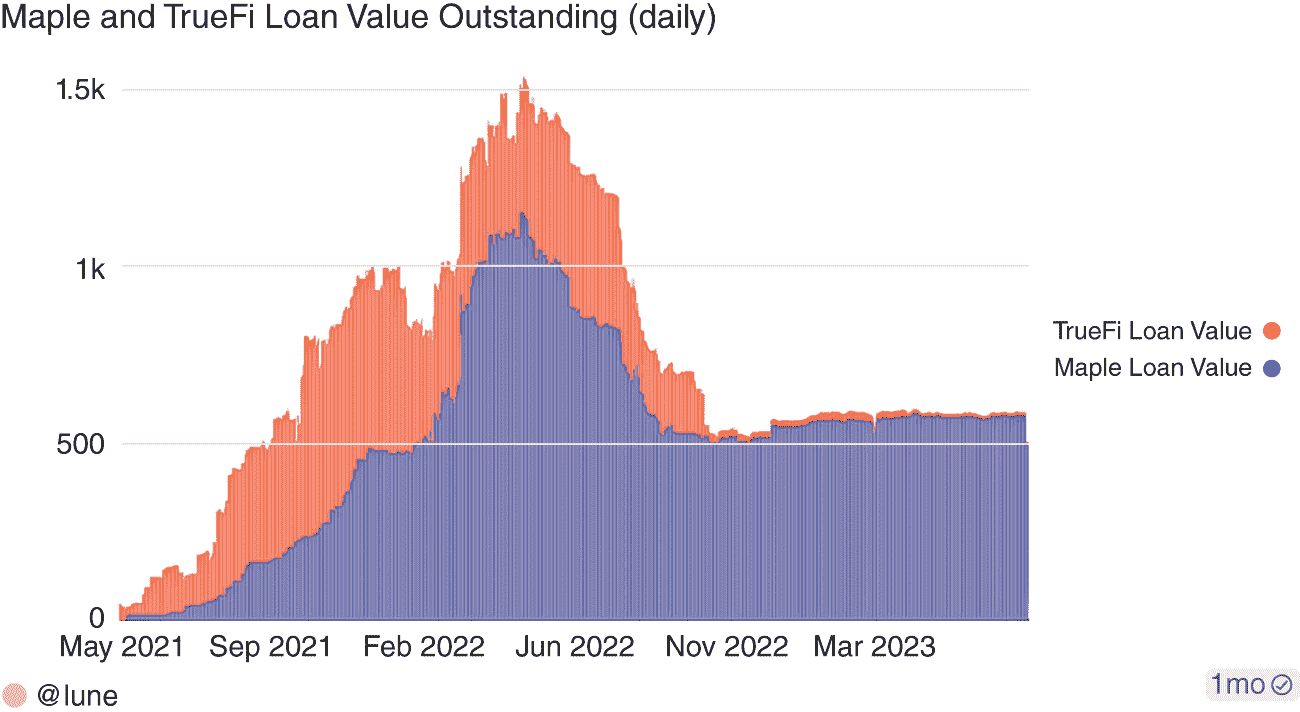 Maple and TrueFi Loan Value Outstanding (daily)
1.5k
1k
500
0
May 2021 Sep 2021 Feb 2022 Jun 2022 Nov 2022 Mar 2023
TrueFi Loan Value
Maple Loan Value
@lune
1mo